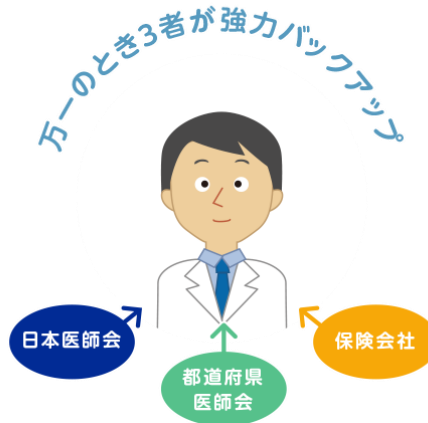 万一のとき3者が強力バックアップ
日本医師会
都道府県
医師会
保険会社